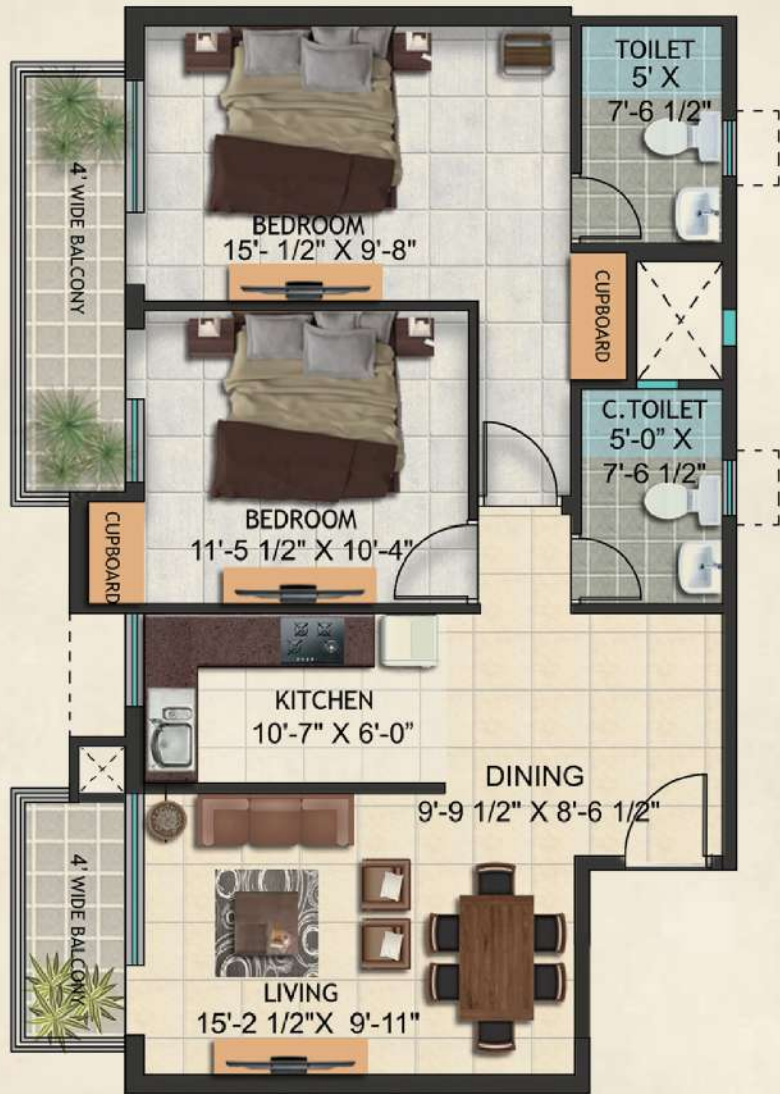 TOILET
5' X
7'-6 1/2"
4' WIDE BALCONY
BEDROOM
15'- 1/2" X 9'-8"
CUPBOARD
C.TOILET
5'-0” X
7'-6 1/2"
BEDROOM
11'-5 1/2" X 10'-4"
CUPBOARD
KITCHEN
10'-7" X 6'-0”
DINING
9'-9 1/2" X 8'-6 1/2"
4' WIDE BALCONY
LIVING
15'-2 1/2"X 9'-11"